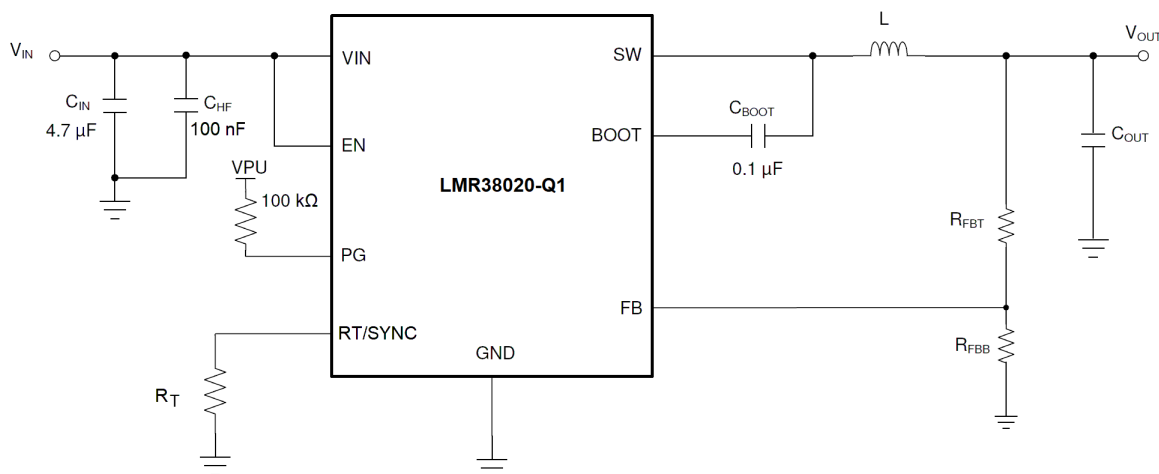 L
VIN
VOUT
VIN
SW
CIN
4.7 µF
CHF
100 nF
CBOOT
0.1 µF
BOOT
COUT
EN
VPU
100 kΩ
LMR38020-Q1
RFBT
PG
FB
RT/SYNC
RFBB
GND
RT